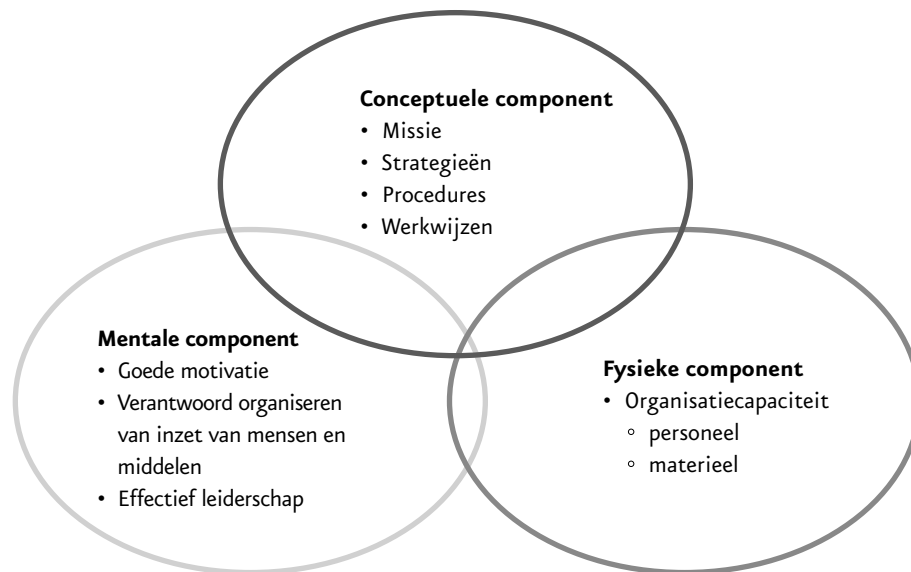 Conceptuele component
• Missie
• Strategieën
• Procedures
• Werkwijzen
Mentale component
• Goede motivatie
• Verantwoord organiseren
van inzet van mensen en
middelen
• Effectief leiderschap
Fysieke component
• Organisatiecapaciteit
◦ personeel
◦ materieel